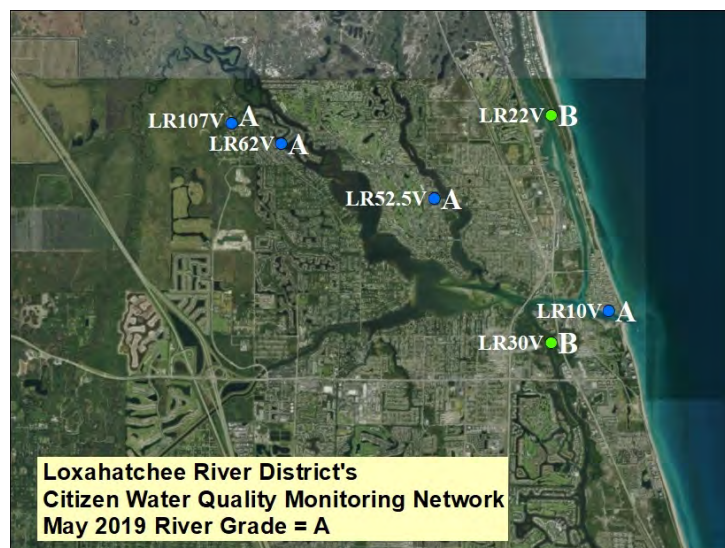 LR107V A
LR62V A
LR22V B
LR52.5V A
LR10V A
LR30V B
Loxahatchee River District's
Citizen Water Quality Monitoring Network
May 2019 River Grade = A